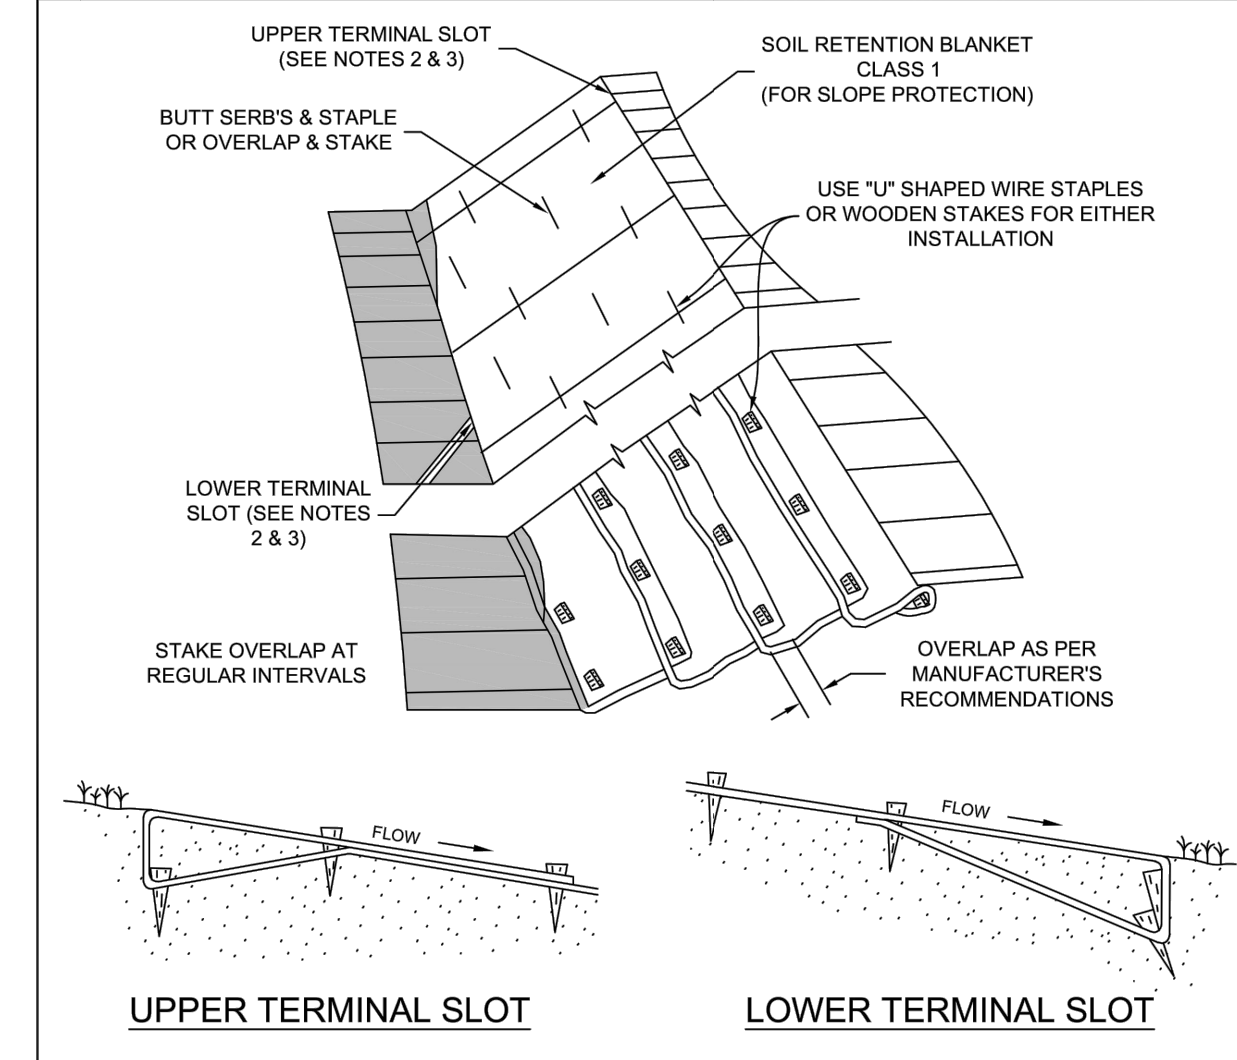 UPPER TERMINAL SLOT
(SEE NOTES 2 & 3)
SOIL RETENTION BLANKET
CLASS 1
(FOR SLOPE PROTECTION)
BUTT SERB'S & STAPLE
OR OVERLAP & STAKE
USE "U" SHAPED WIRE STAPLES
OR WOODEN STAKES FOR EITHER
INSTALLATION
LOWER TERMINAL
SLOT (SEE NOTES
2 & 3)
STAKE OVERLAP AT
REGULAR INTERVALS
OVERLAP AS PER
MANUFACTURER'S
RECOMMENDATIONS
FLOW
FLOW
UPPER TERMINAL SLOT
LOWER TERMINAL SLOT